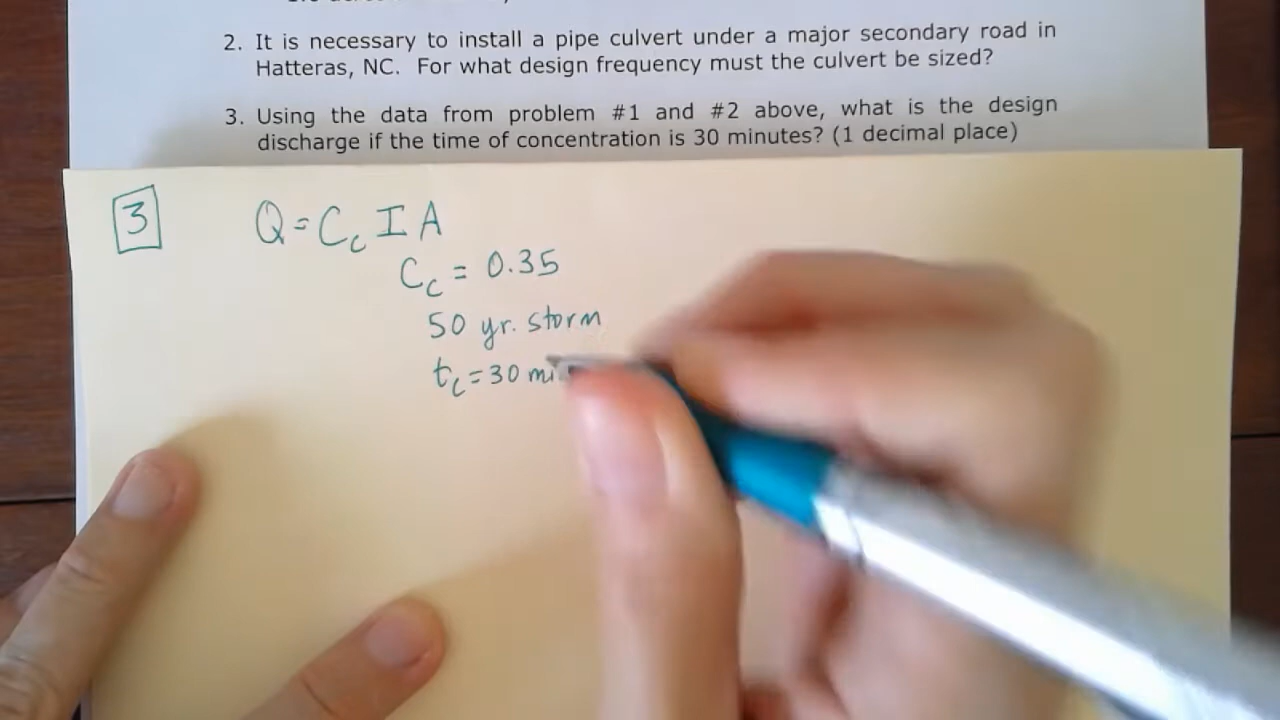 2. It is necessary to install a pipe culvert under a major secondary road in
Hatteras, NC. For what design frequency must the culvert be sized?
3. Using the data from problem #1 and #2 above, what is the design
discharge if the time of concentration is 30 minutes? (1 decimal place)
3 Q = Cc I A
Cc = 0.35
50 yr. storm
tc = 30